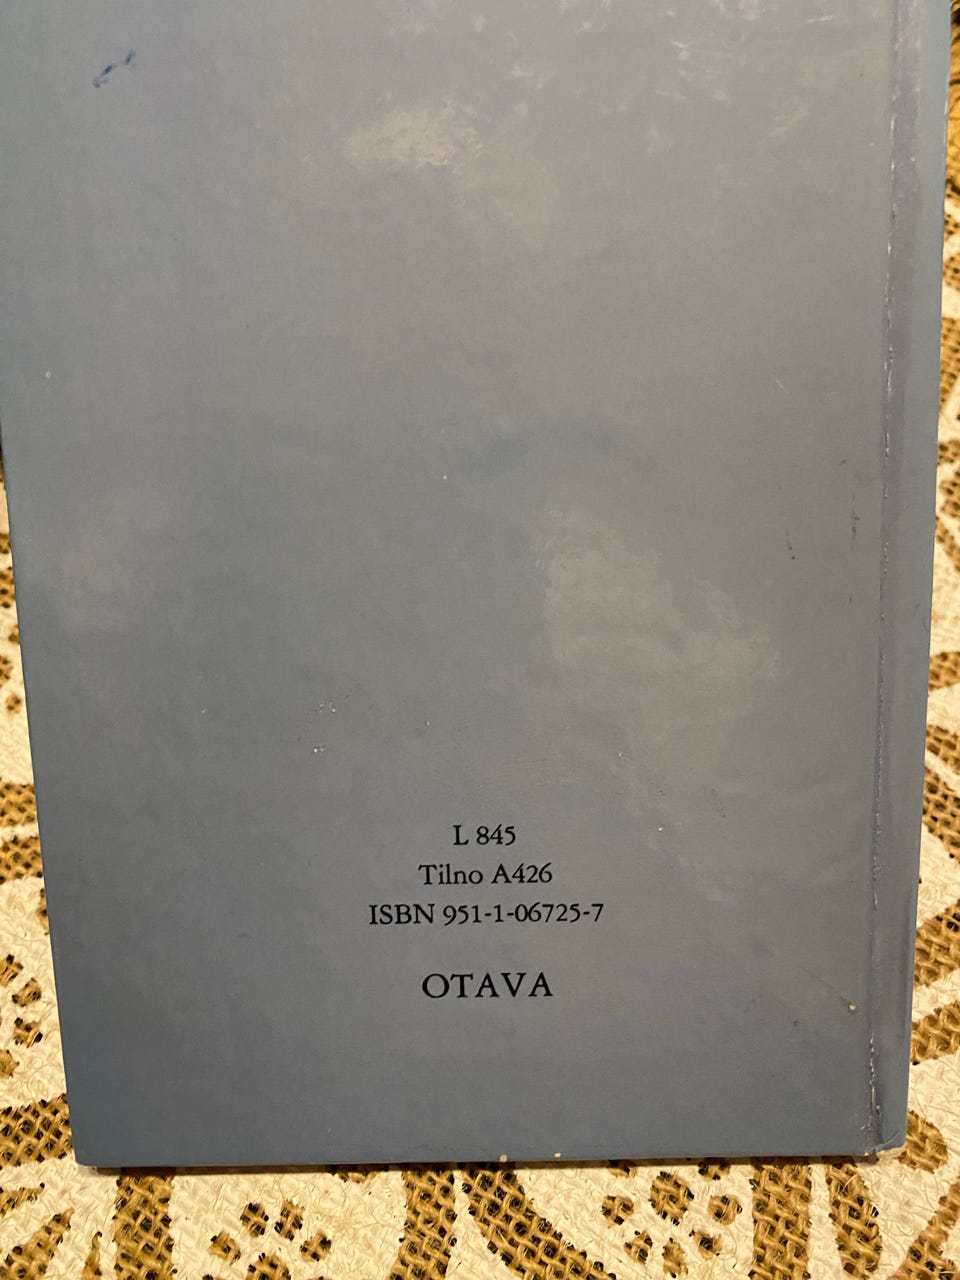 L 845
Tilno A426
ISBN 951-1-06725-7
OTAVA